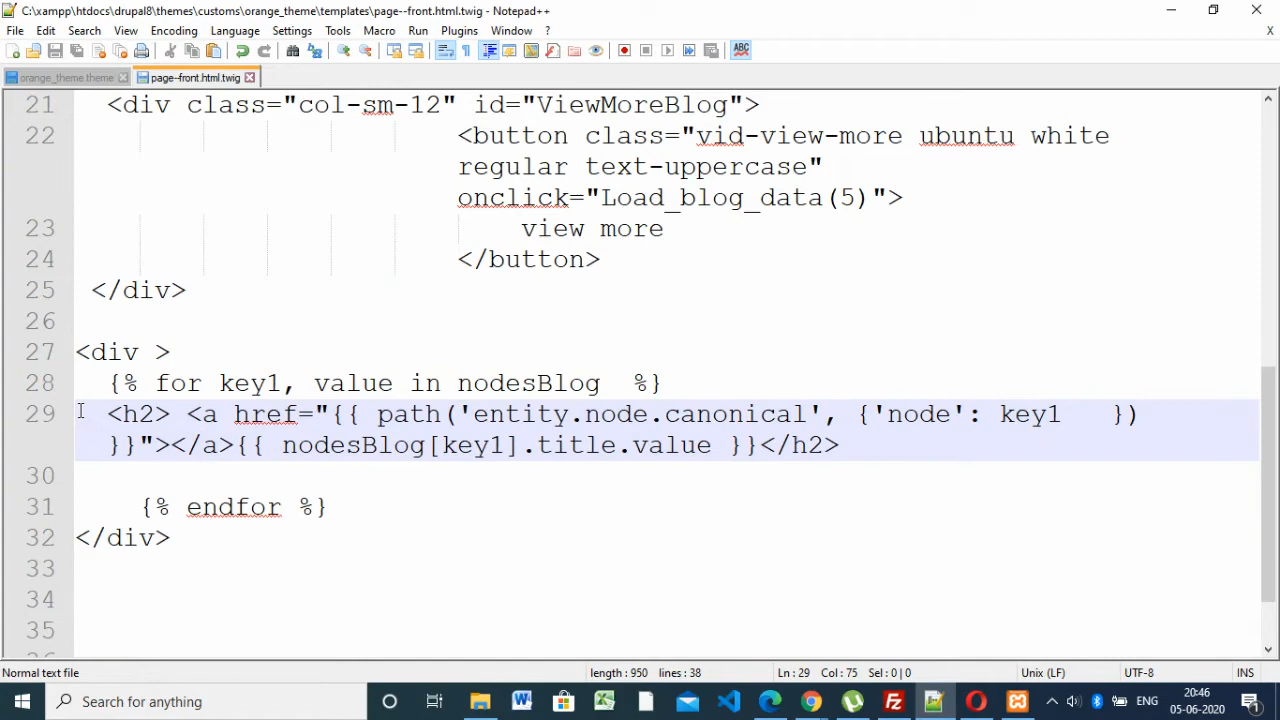 C:\xampp\htdocs\drupal8\themes\customs\orange_theme\templates\page--front.html.twig - Notepad++
File Edit Search View Encoding Language Settings Tools Macro Run Plugins Window ? X
ABC
orange_theme.theme page-front.html.twig
21 <div class="col-sm-12" id="ViewMoreBlog">
22 <button class="vid-view-more ubuntu white
regular text-uppercase"
onclick="Load_blog_data(5)">
23 view more
24 </button>
25 </div>
26
27 <div >
28 {% for key1, value in nodesBlog %}
29 <h2> <a href="{{ path('entity.node.canonical', {'node': key1 })
}}"></a>{{ nodesBlog[key1].title.value }}</h2>
30
31 {% endfor %}
32 </div>
33
34
35
Normal text file length : 950 lines : 38 Ln : 29 Col : 75 Sel : 0 | 0 Unix (LF) UTF-8 INS
Search for anything ENG 20:46
05-06-2020